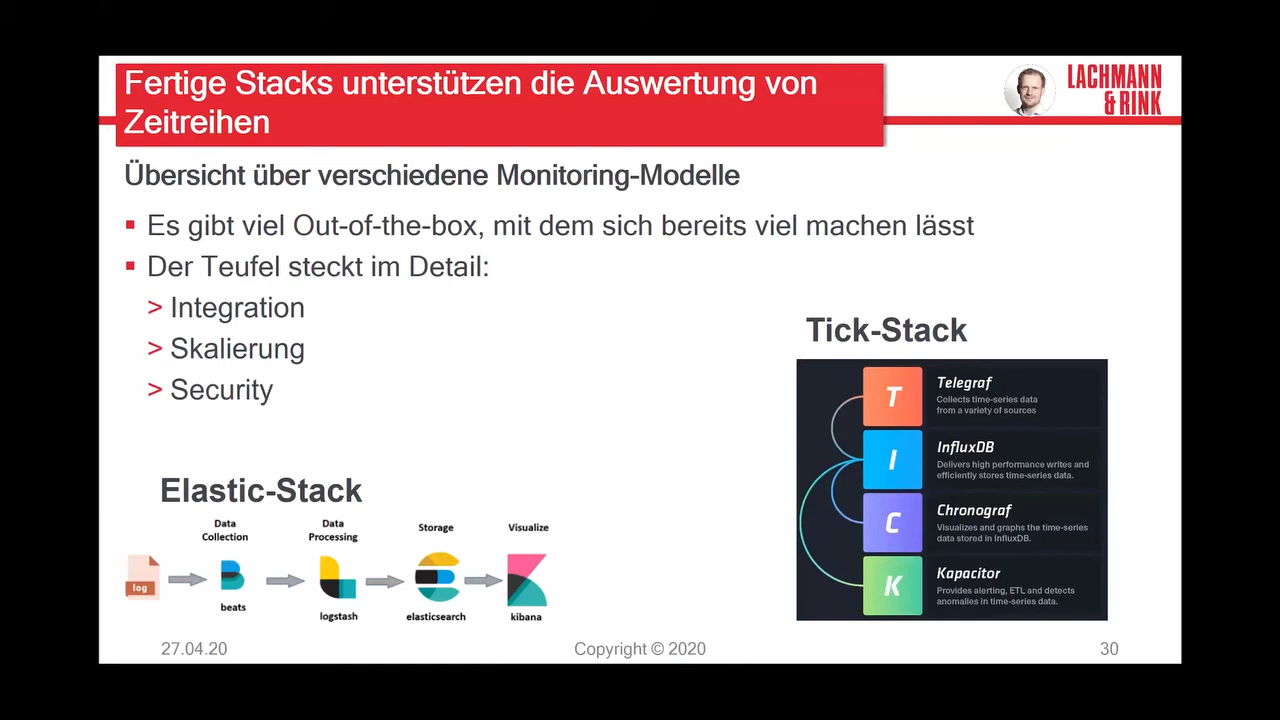 Fertige Stacks unterstützen die Auswertung von
Zeitreihen
LACHMANN
& RINK
Übersicht über verschiedene Monitoring-Modelle
Es gibt viel Out-of-the-box, mit dem sich bereits viel machen lässt
Der Teufel steckt im Detail:
> Integration
> Skalierung
> Security
Tick-Stack
T
Telegraf
Collects time-series data
from a variety of sources
I
InfluxDB
Delivers high performance writes and
efficiently stores time-series data.
C
Chronograf
Visualizes and graphs the time-series
data stored in InfluxDB.
K
Kapacitor
Provides alerting, ETL and detects
anomalies in time-series data.
Elastic-Stack
Data
Collection
Data
Processing
Storage
Visualize
log
beats
logstash
elasticsearch
kibana
27.04.20
Copyright © 2020
30